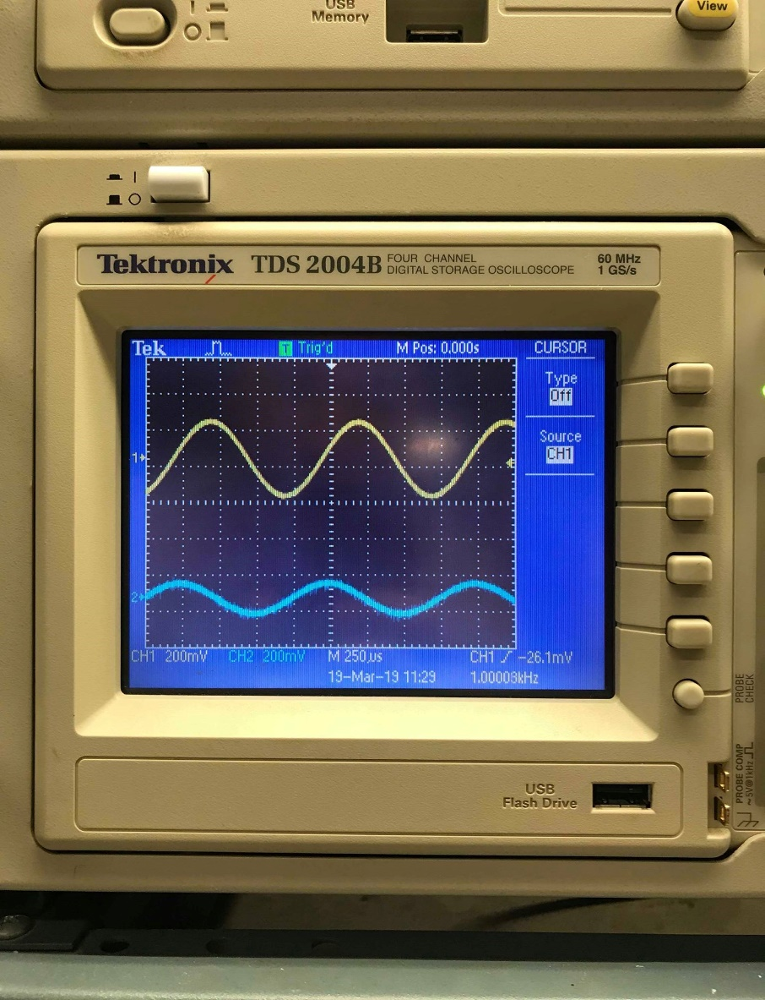 USB
Memory
View
Tektronix TDS 2004B FOUR CHANNEL
DIGITAL STORAGE OSCILLOSCOPE
60 MHz
1 GS/s
Tek T Trig'd M Pos: 0.000s CURSOR
Type
Off
Source
CH1
1
2
CH1 200mV CH2 200mV M 250µs CH1 -26.1mV
19-Mar-19 11:29 1.00003kHz
PROBE
CHECK
PROBE COMP
~5V@1kHz
USB
Flash Drive